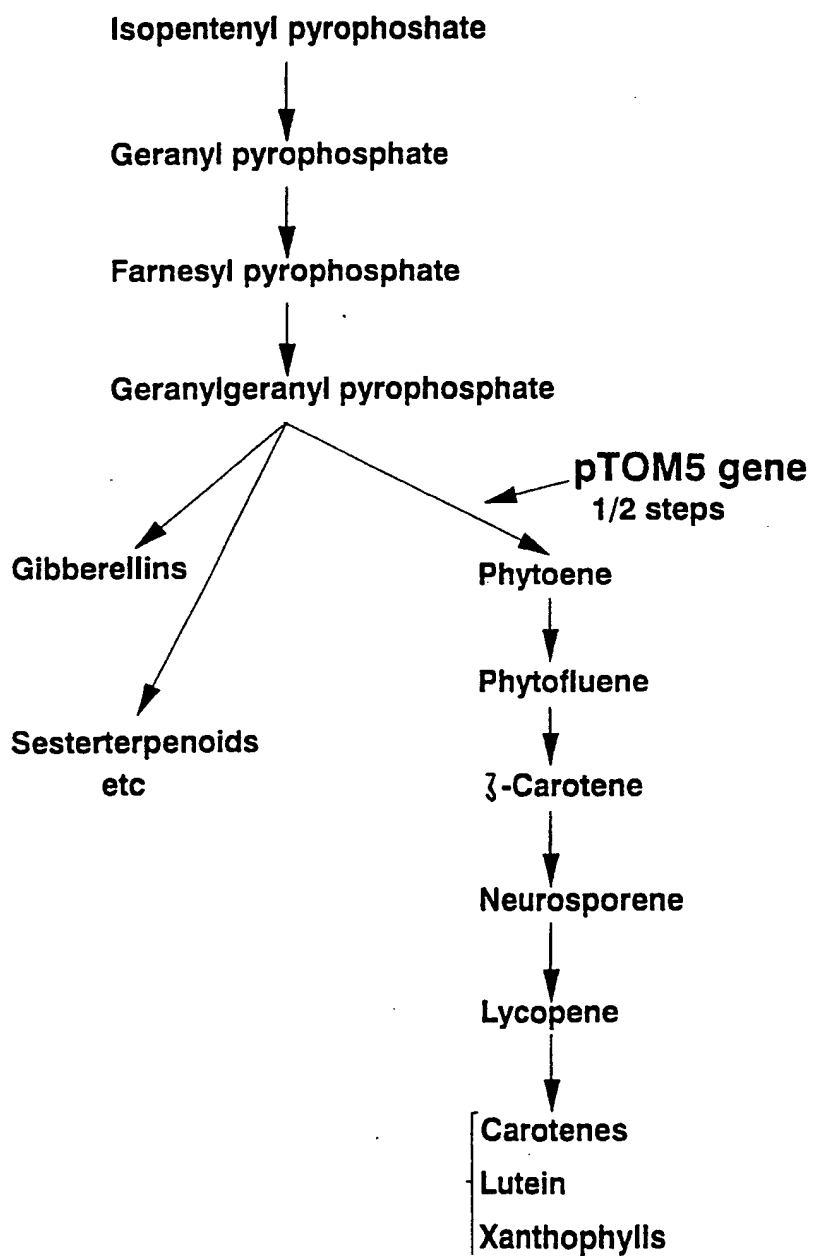 Isopentenyl pyrophoshate
Geranyl pyrophosphate
Farnesyl pyrophosphate
Geranylgeranyl pyrophosphate
pTOM5 gene
1/2 steps
Gibberellins
Phytoene
Phytofluene
Sesterterpenoids
etc
ζ-Carotene
Neurosporene
Lycopene
Carotenes
Lutein
Xanthophylls